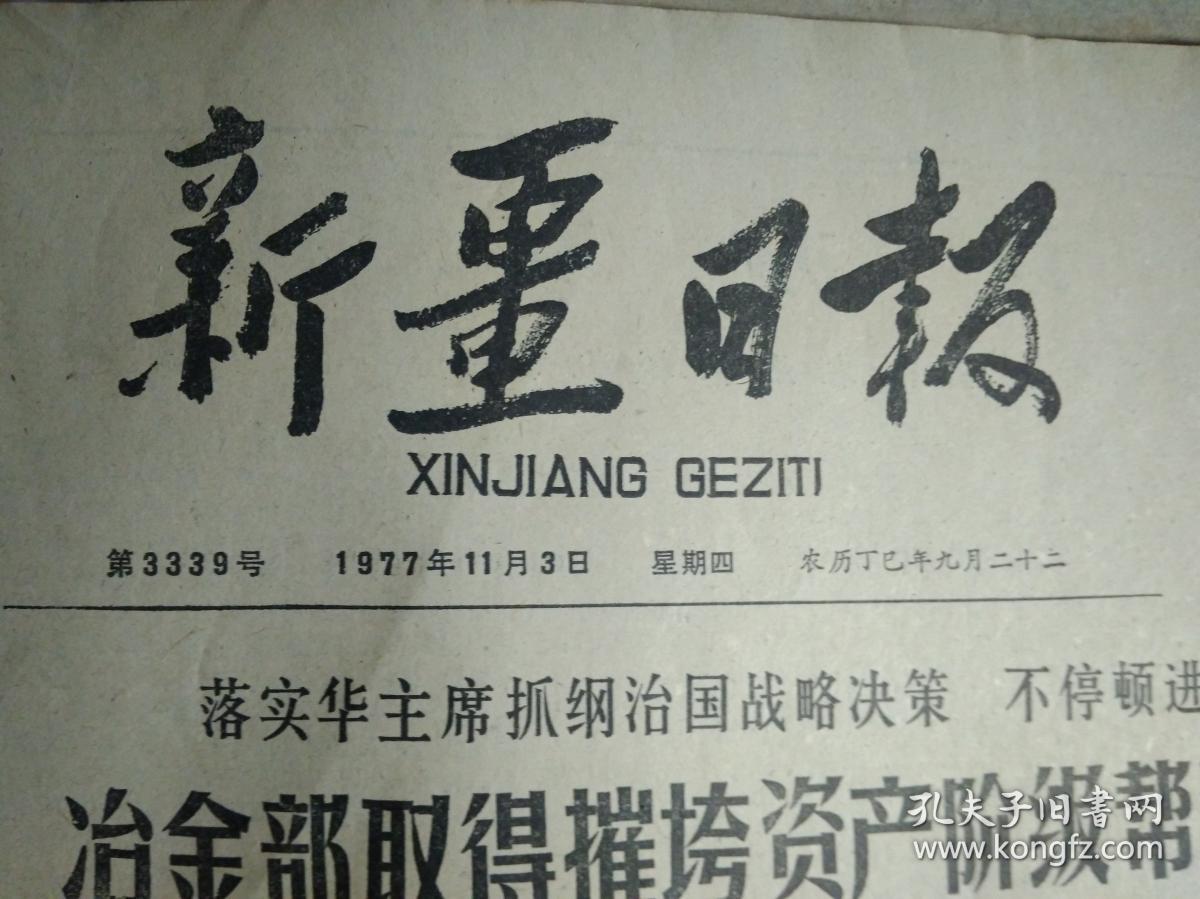 新疆日報
XINJIANG GEZITI
第3339号 1977年11月3日 星期四 农历丁巳年九月二十二
落实华主席抓纲治国战略决策 不停顿进
冶金部取得摧垮资产阶级帮
孔夫子旧书网
www.kongfz.com